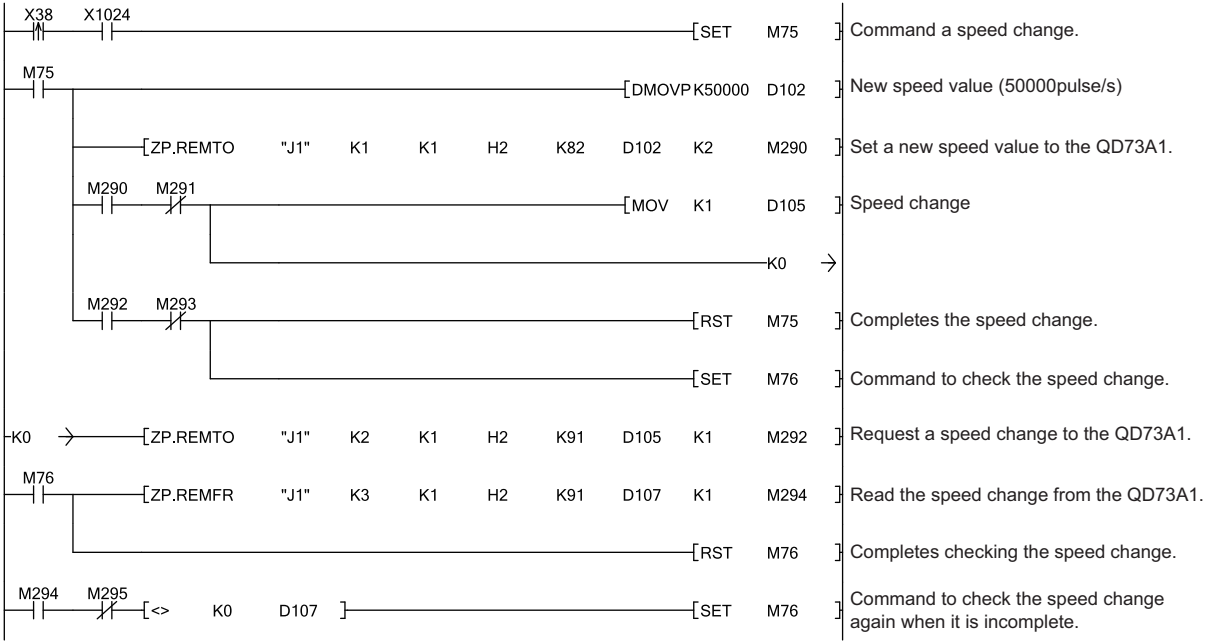 X38 X1024
[SET M75 ] Command a speed change.
M75
[DMOVP K50000 D102 ] New speed value (50000pulse/s)
[ZP.REMTO "J1" K1 K1 H2 K82 D102 K2 M290 ] Set a new speed value to the QD73A1.
M290 M291
[MOV K1 D105 ] Speed change
K0
M292 M293
[RST M75 ] Completes the speed change.
[SET M76 ] Command to check the speed change.
K0 [ZP.REMTO "J1" K2 K1 H2 K91 D105 K1 M292 ] Request a speed change to the QD73A1.
M76
[ZP.REMFR "J1" K3 K1 H2 K91 D107 K1 M294 ] Read the speed change from the QD73A1.
[RST M76 ] Completes checking the speed change.
M294 M295
[<> K0 D107 ] [SET M76 ] Command to check the speed change
again when it is incomplete.